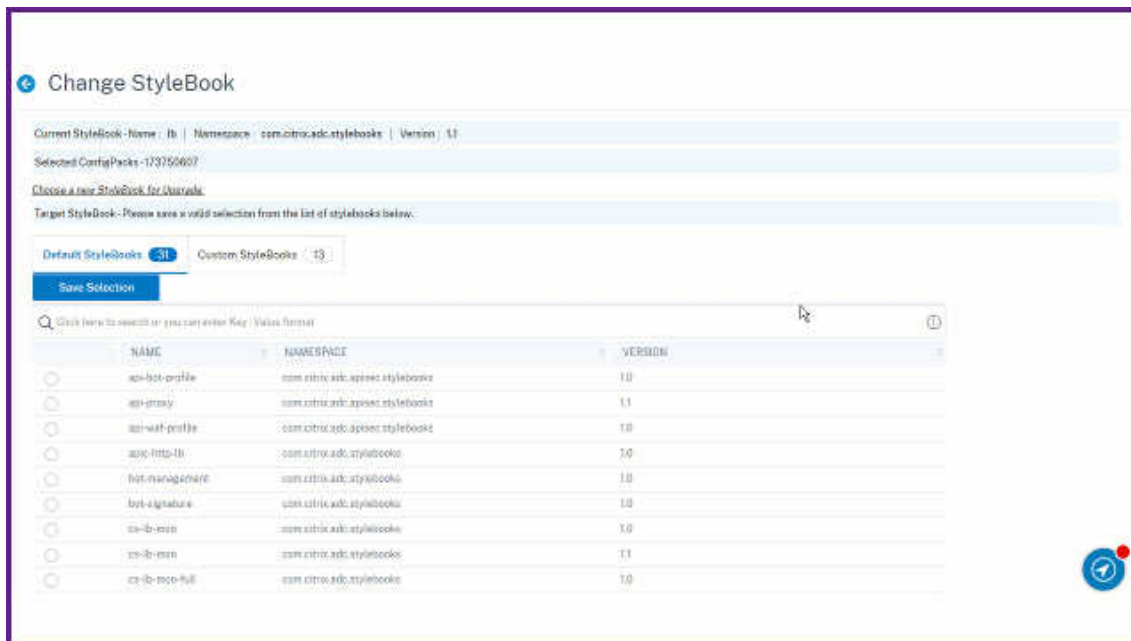 Change StyleBook
Current StyleBook - Name : lb | Namespace : com.citrix.adc.stylebooks | Version : 1.1
Selected ConfigPacks - 173750607
Choose a new StyleBook for Upgrade
Target StyleBook - Please save a valid selection from the list of stylebooks below.
Default StyleBooks 31 Custom StyleBooks 13
Save Selection
Click here to search or you can enter Key : Value format
NAME NAMESPACE VERSION
api-bot-profile com.citrix.adc.apisec.stylebooks 1.0
api-proxy com.citrix.adc.apisec.stylebooks 1.1
api-waf-profile com.citrix.adc.apisec.stylebooks 1.0
apic-http-lb com.citrix.adc.stylebooks 1.0
bot-management com.citrix.adc.stylebooks 1.0
bot-signature com.citrix.adc.stylebooks 1.0
cs-lb-mon com.citrix.adc.stylebooks 1.0
cs-lb-mon com.citrix.adc.stylebooks 1.1
cs-lb-mon-full com.citrix.adc.stylebooks 1.0